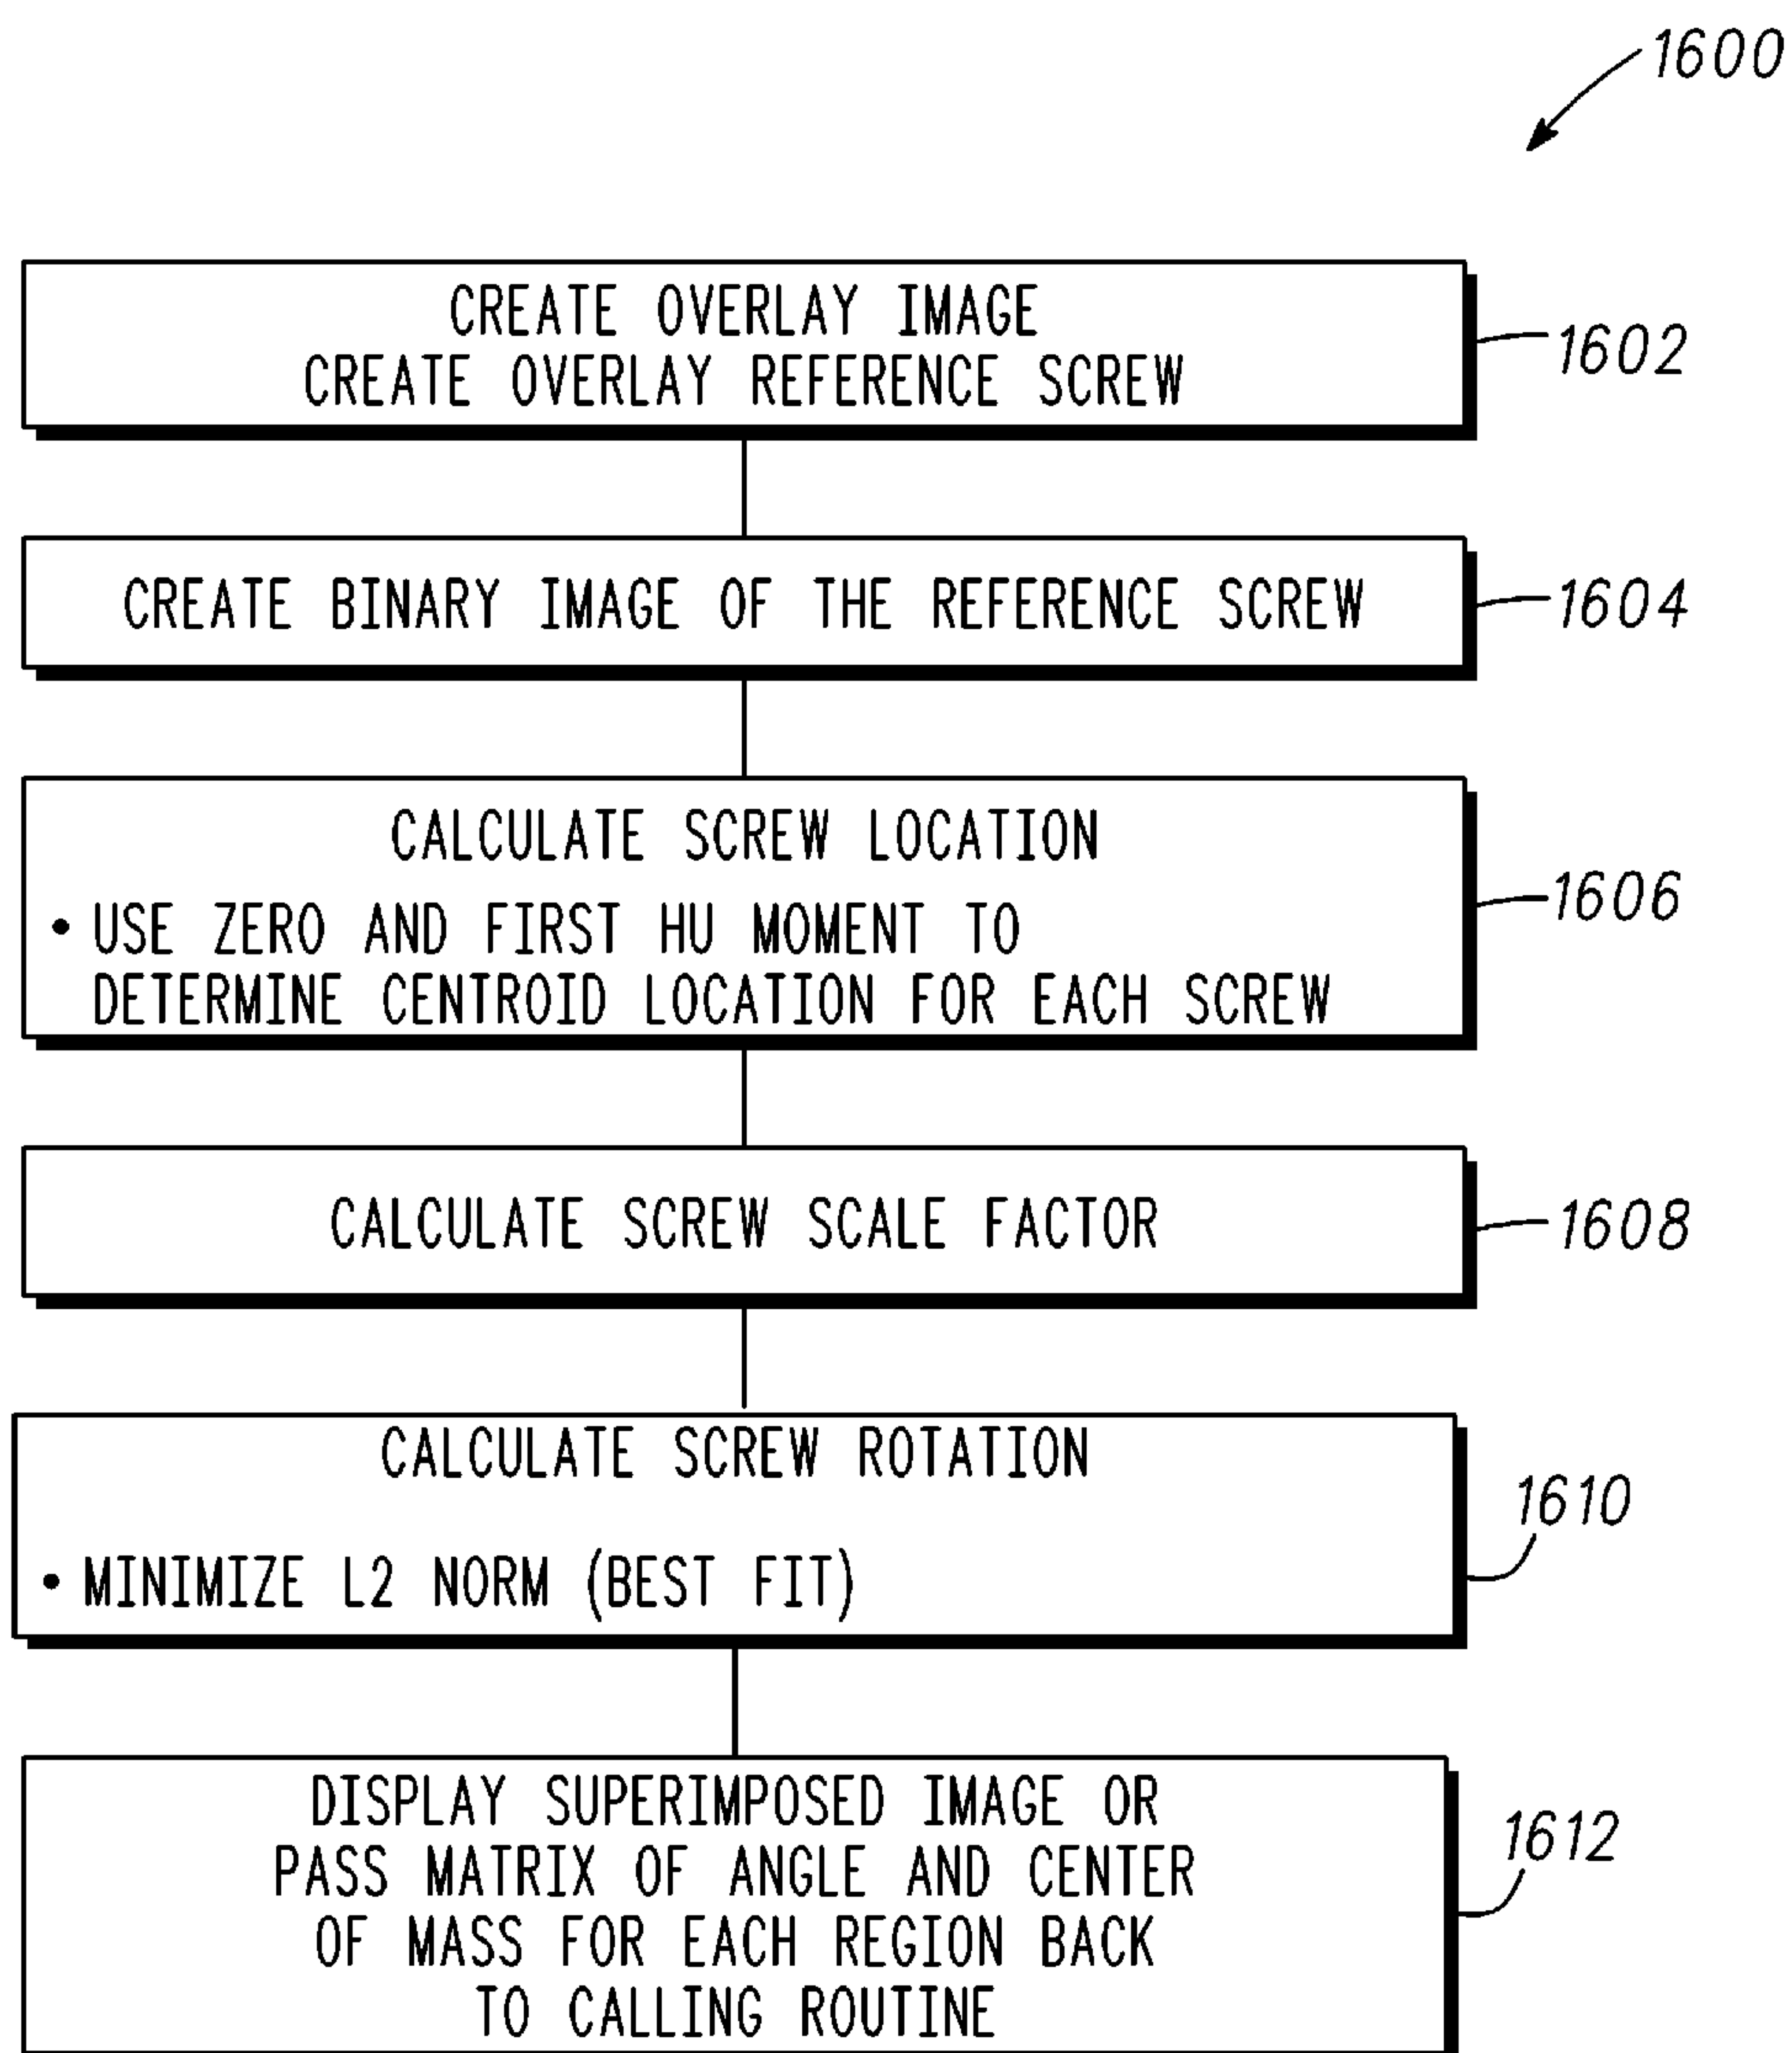 1600
CREATE OVERLAY IMAGE
CREATE OVERLAY REFERENCE SCREW
1602
CREATE BINARY IMAGE OF THE REFERENCE SCREW
1604
CALCULATE SCREW LOCATION
• USE ZERO AND FIRST HU MOMENT TO
DETERMINE CENTROID LOCATION FOR EACH SCREW
1606
CALCULATE SCREW SCALE FACTOR
1608
CALCULATE SCREW ROTATION
• MINIMIZE L2 NORM (BEST FIT)
1610
DISPLAY SUPERIMPOSED IMAGE OR
PASS MATRIX OF ANGLE AND CENTER
OF MASS FOR EACH REGION BACK
TO CALLING ROUTINE
1612